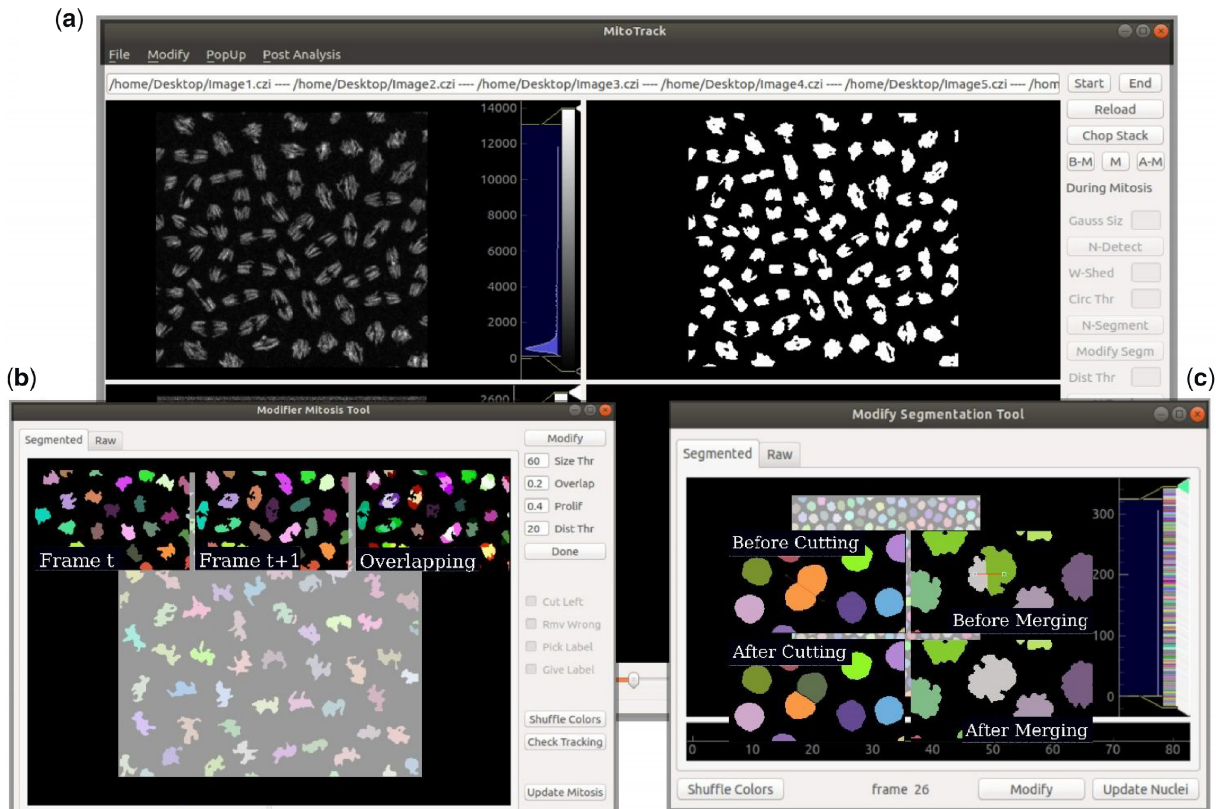 (a)
MitoTrack
File Modify PopUp Post Analysis
/home/Desktop/Image1.czi ---- /home/Desktop/Image2.czi ---- /home/Desktop/Image3.czi ---- /home/Desktop/Image4.czi ---- /home/Desktop/Image5.czi ---- /hom
Start End
Reload
Chop Stack
B-M M A-M
During Mitosis
Gauss Siz
N-Detect
W-Shed
Circ Thr
N-Segment
Modify Segm
Dist Thr
14000
12000
10000
8000
6000
4000
2000
0
2600
(b)
Modifier Mitosis Tool
Segmented Raw
Frame t
Frame t+1
Overlapping
Modify
60 Size Thr
0.2 Overlap
0.4 Prolif
20 Dist Thr
Done
Cut Left
Rmv Wrong
Pick Label
Give Label
Shuffle Colors
Check Tracking
Update Mitosis
(c)
Modify Segmentation Tool
Segmented Raw
Before Cutting
Before Merging
After Cutting
After Merging
300
200
100
0
0 10 20 30 40 50 60 70 80
Shuffle Colors frame 26 Modify Update Nuclei